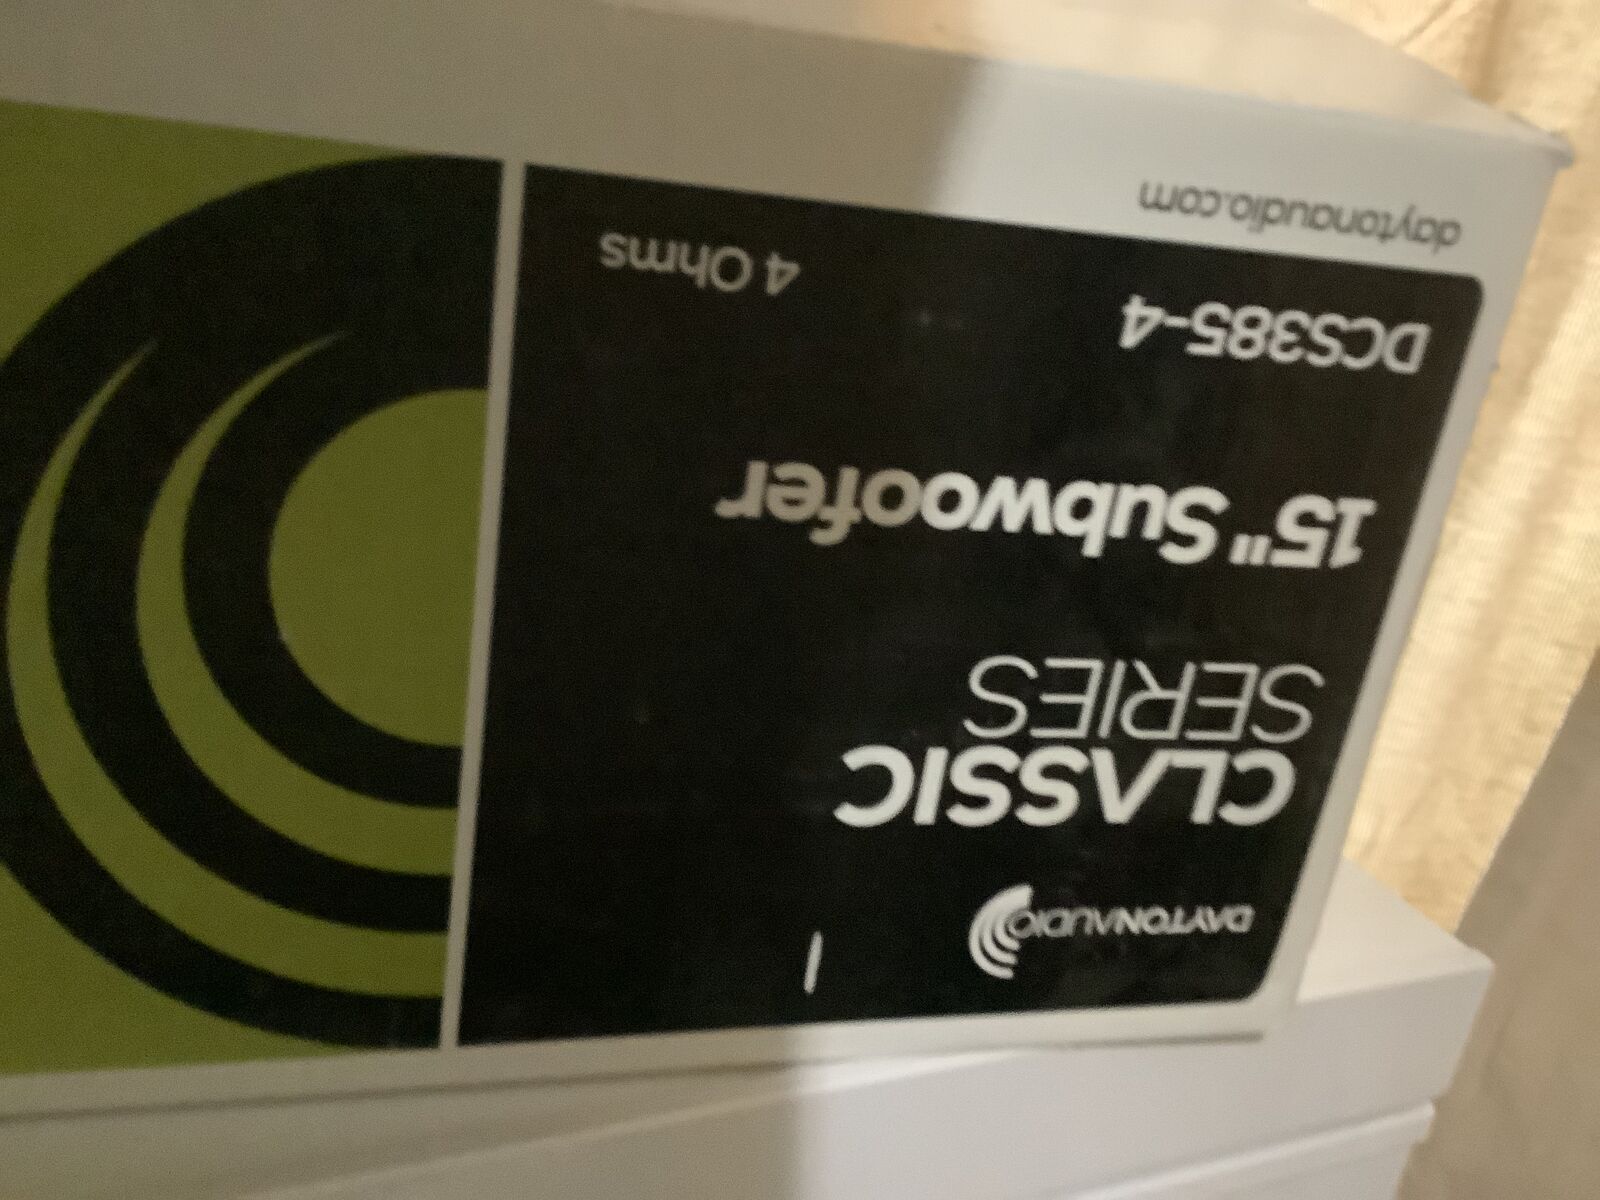 DAYTONAUDIO
CLASSIC
SERIES
15" Subwoofer
DCS385-4
4 Ohms
daytonaudio.com